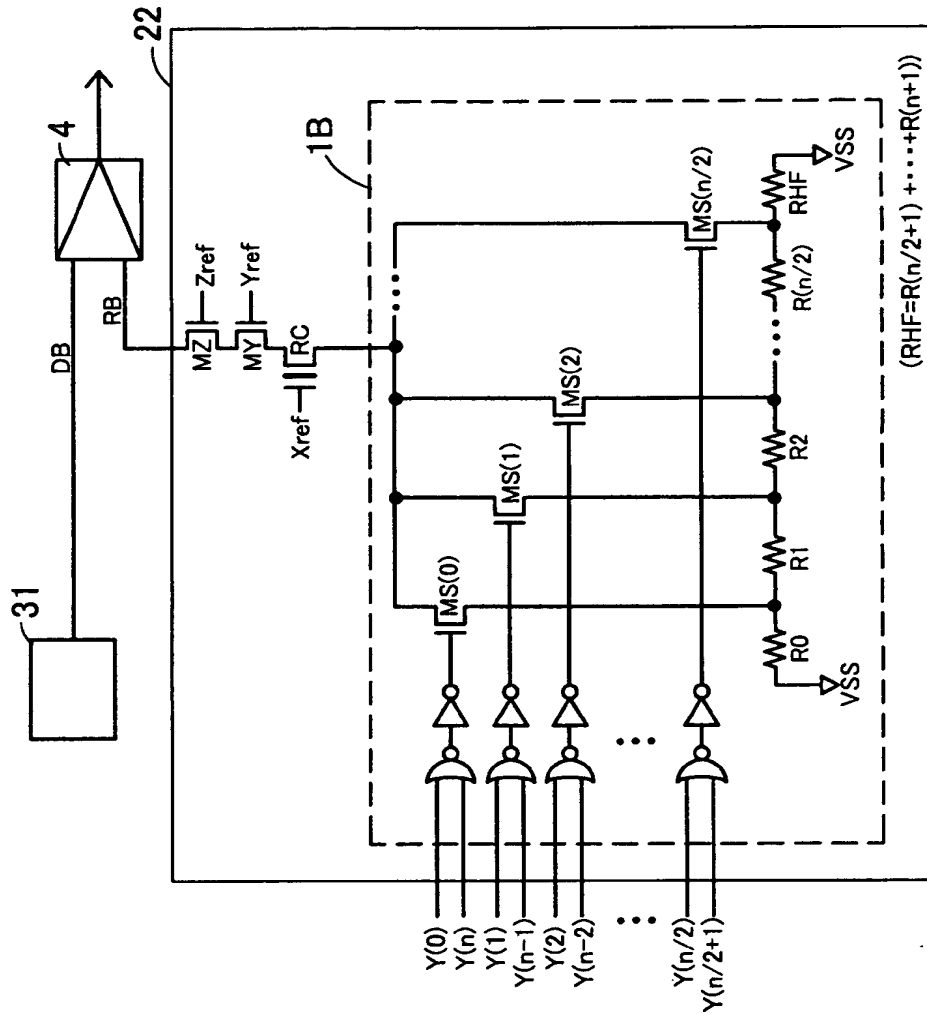 22
4
31
DB
RB
Zref
MZ
Yref
MY
RC
Xref
1B
MS(0)
MS(1)
MS(2)
MS(n/2)
...
R0
R1
R2
R(n/2)
RHF
VSS
VSS
Y(0)
Y(n)
Y(1)
Y(n-1)
Y(2)
Y(n-2)
Y(n/2)
Y(n/2+1)
(RHF=R(n/2+1) +····+R(n+1))